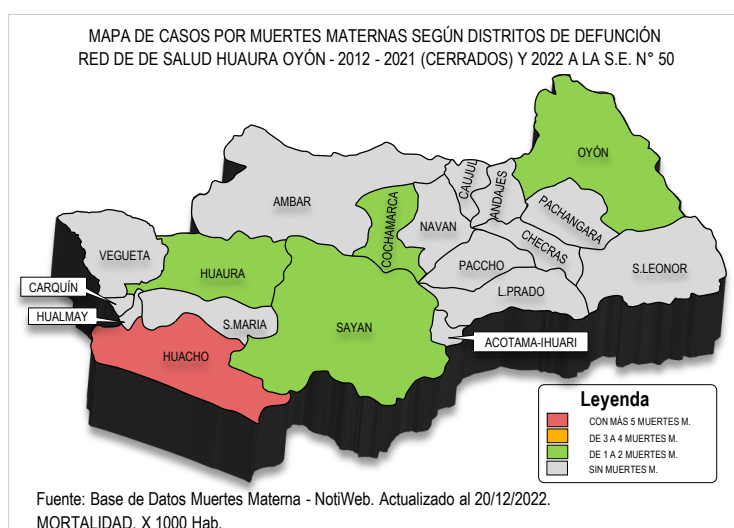 MAPA DE CASOS POR MUERTES MATERNAS SEGÚN DISTRITOS DE DEFUNCIÓN
RED DE DE SALUD HUAURA OYÓN - 2012 - 2021 (CERRADOS) Y 2022 A LA S.E. N° 50
OYÓN
CAUJUL
ANDAJES
AMBAR
COCHAMARCA
NAVAN
PACHANGARA
CHECRAS
VEGUETA
HUAURA
PACCHO
S.LEONOR
CARQUÍN
L.PRADO
HUALMAY
S.MARIA
SAYAN
ACOTAMA-IHUARI
HUACHO
Leyenda
CON MÁS 5 MUERTES M.
DE 3 A 4 MUERTES M.
DE 1 A 2 MUERTES M.
SIN MUERTES M.
Fuente: Base de Datos Muertes Materna - NotiWeb. Actualizado al 20/12/2022.
MORTALIDAD. X 1000 Hab.